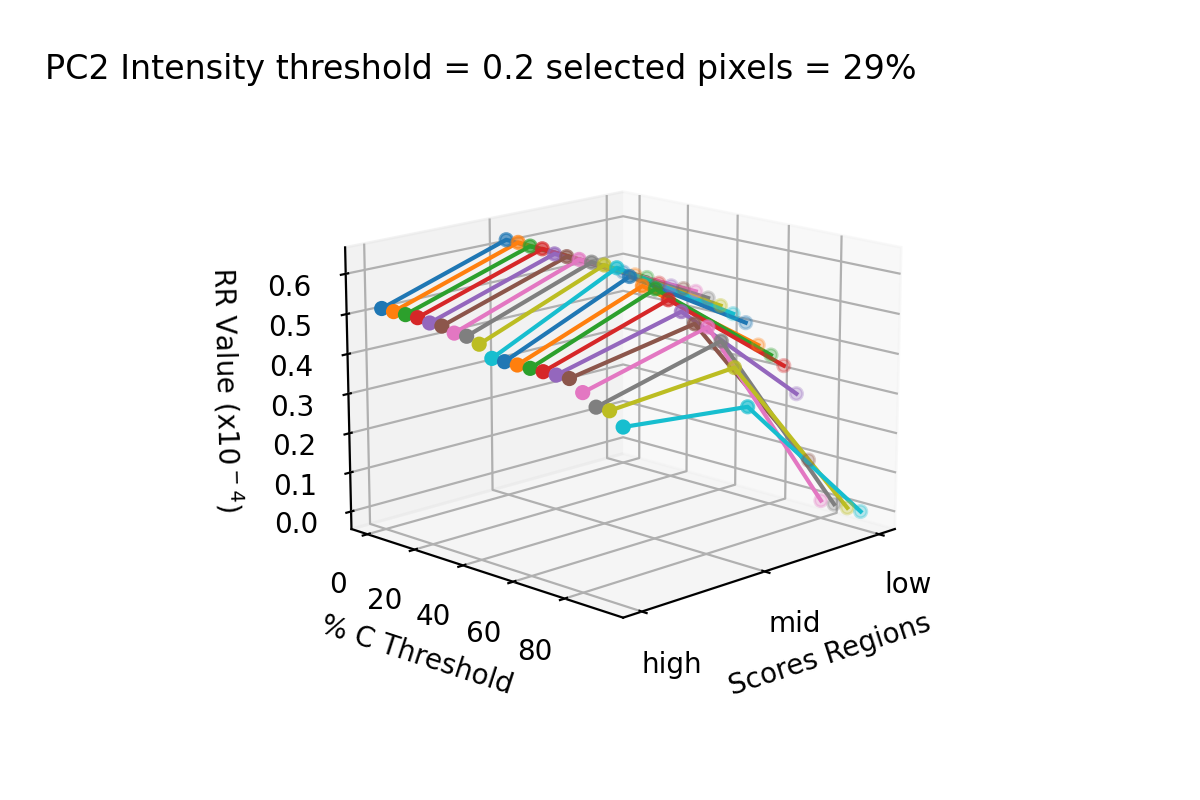 PC2 Intensity threshold = 0.2 selected pixels = 29%
0.6
0.5
0.4
0.3
0.2
0.1
0.0
RR Value (x10⁻⁴)
0
20
40
60
80
% C Threshold
high
mid
low
Scores Regions